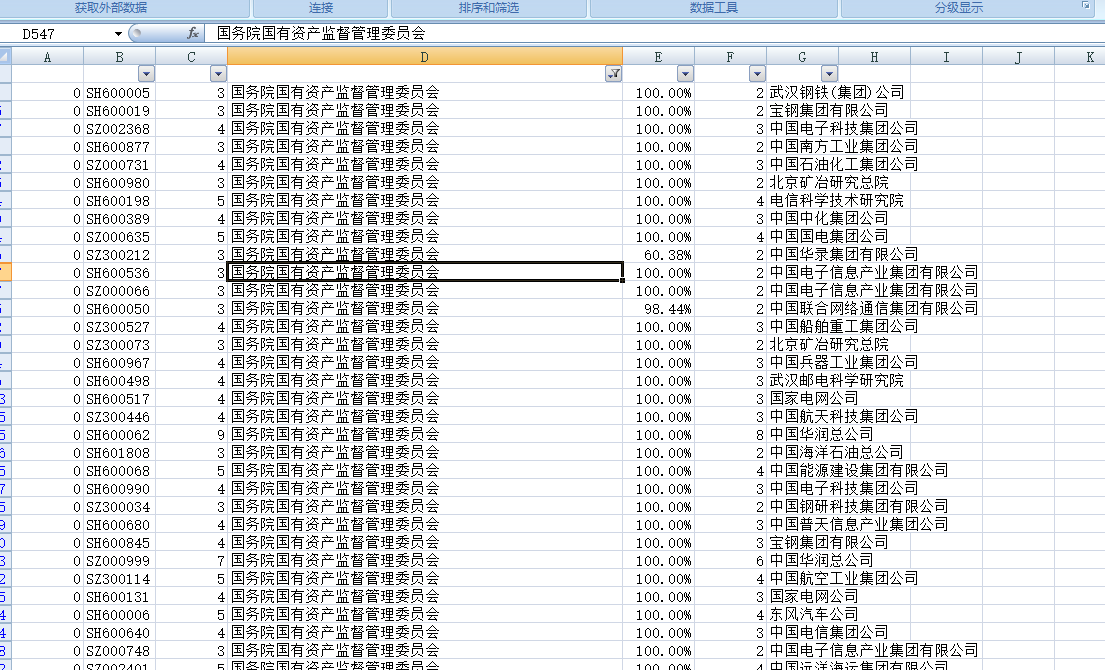 获取外部数据 连接 排序和筛选 数据工具 分级显示
D547 fx 国务院国有资产监督管理委员会
A B C D E F G H I J K
0 SH600005 3 国务院国有资产监督管理委员会 100.00% 2 武汉钢铁(集团)公司
0 SH600019 3 国务院国有资产监督管理委员会 100.00% 2 宝钢集团有限公司
0 SZ002368 4 国务院国有资产监督管理委员会 100.00% 3 中国电子科技集团公司
0 SH600877 3 国务院国有资产监督管理委员会 100.00% 2 中国南方工业集团公司
0 SZ000731 4 国务院国有资产监督管理委员会 100.00% 3 中国石油化工集团公司
0 SH600980 3 国务院国有资产监督管理委员会 100.00% 2 北京矿冶研究总院
0 SH600198 5 国务院国有资产监督管理委员会 100.00% 4 电信科学技术研究院
0 SH600389 4 国务院国有资产监督管理委员会 100.00% 3 中国中化集团公司
0 SZ000635 5 国务院国有资产监督管理委员会 100.00% 4 中国国电集团公司
0 SZ300212 3 国务院国有资产监督管理委员会 60.38% 2 中国华录集团有限公司
0 SH600536 3 国务院国有资产监督管理委员会 100.00% 2 中国电子信息产业集团有限公司
0 SZ000066 3 国务院国有资产监督管理委员会 100.00% 2 中国电子信息产业集团有限公司
0 SH600050 3 国务院国有资产监督管理委员会 98.44% 2 中国联合网络通信集团有限公司
0 SZ300527 4 国务院国有资产监督管理委员会 100.00% 3 中国船舶重工集团公司
0 SZ300073 3 国务院国有资产监督管理委员会 100.00% 2 北京矿冶研究总院
0 SH600967 4 国务院国有资产监督管理委员会 100.00% 3 中国兵器工业集团公司
0 SH600498 4 国务院国有资产监督管理委员会 100.00% 3 武汉邮电科学研究院
0 SH600517 4 国务院国有资产监督管理委员会 100.00% 3 国家电网公司
0 SZ300446 4 国务院国有资产监督管理委员会 100.00% 3 中国航天科技集团公司
0 SH600062 9 国务院国有资产监督管理委员会 100.00% 8 中国华润总公司
0 SH601808 3 国务院国有资产监督管理委员会 100.00% 2 中国海洋石油总公司
0 SH600068 5 国务院国有资产监督管理委员会 100.00% 4 中国能源建设集团有限公司
0 SH600990 4 国务院国有资产监督管理委员会 100.00% 3 中国电子科技集团公司
0 SZ300034 3 国务院国有资产监督管理委员会 100.00% 2 中国钢研科技集团有限公司
0 SH600680 4 国务院国有资产监督管理委员会 100.00% 3 中国普天信息产业集团公司
0 SH600845 4 国务院国有资产监督管理委员会 100.00% 3 宝钢集团有限公司
0 SZ000999 7 国务院国有资产监督管理委员会 100.00% 6 中国华润总公司
0 SZ300114 5 国务院国有资产监督管理委员会 100.00% 4 中国航空工业集团公司
0 SH600131 4 国务院国有资产监督管理委员会 100.00% 3 国家电网公司
0 SH600006 5 国务院国有资产监督管理委员会 100.00% 4 东风汽车公司
0 SH600640 4 国务院国有资产监督管理委员会 100.00% 3 中国电信集团公司
0 SZ000748 3 国务院国有资产监督管理委员会 100.00% 2 中国电子信息产业集团有限公司
0 SZ002401 5 国务院国有资产监督管理委员会 100.00% 4 中国远洋海运集团有限公司